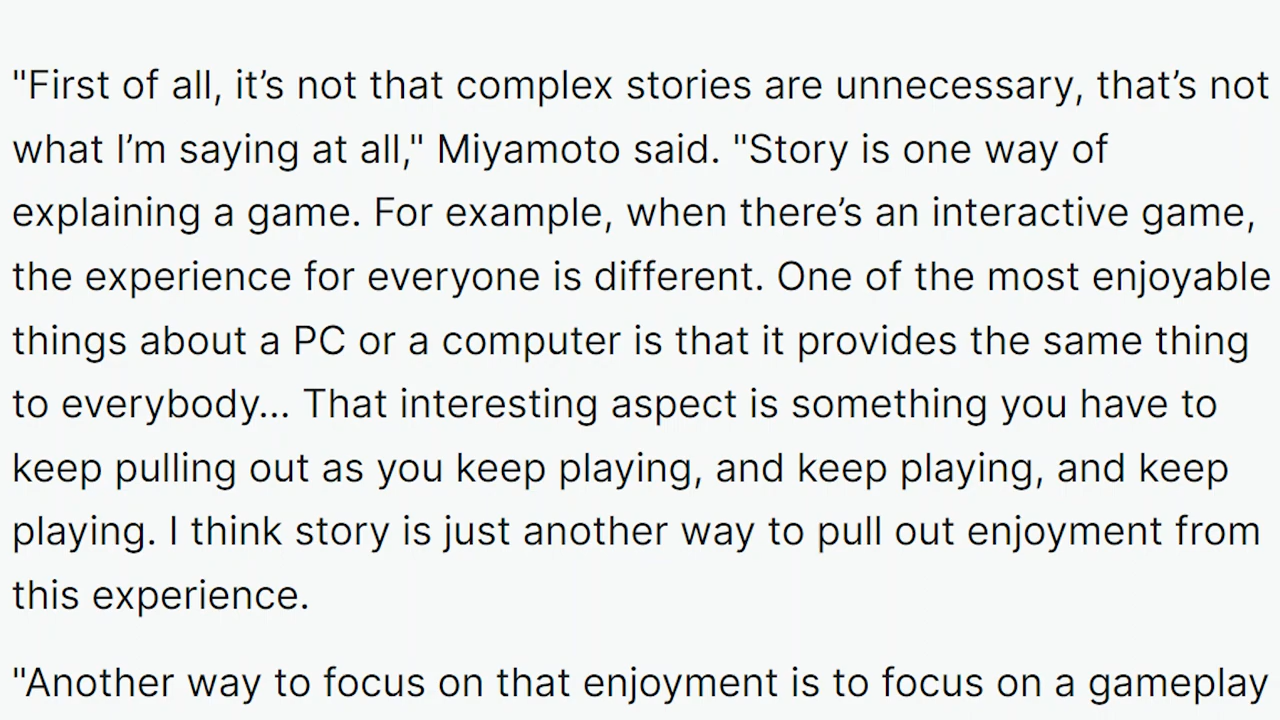 "First of all, it’s not that complex stories are unnecessary, that’s not
what I’m saying at all," Miyamoto said. "Story is one way of
explaining a game. For example, when there’s an interactive game,
the experience for everyone is different. One of the most enjoyable
things about a PC or a computer is that it provides the same thing
to everybody... That interesting aspect is something you have to
keep pulling out as you keep playing, and keep playing, and keep
playing. I think story is just another way to pull out enjoyment from
this experience.
"Another way to focus on that enjoyment is to focus on a gameplay